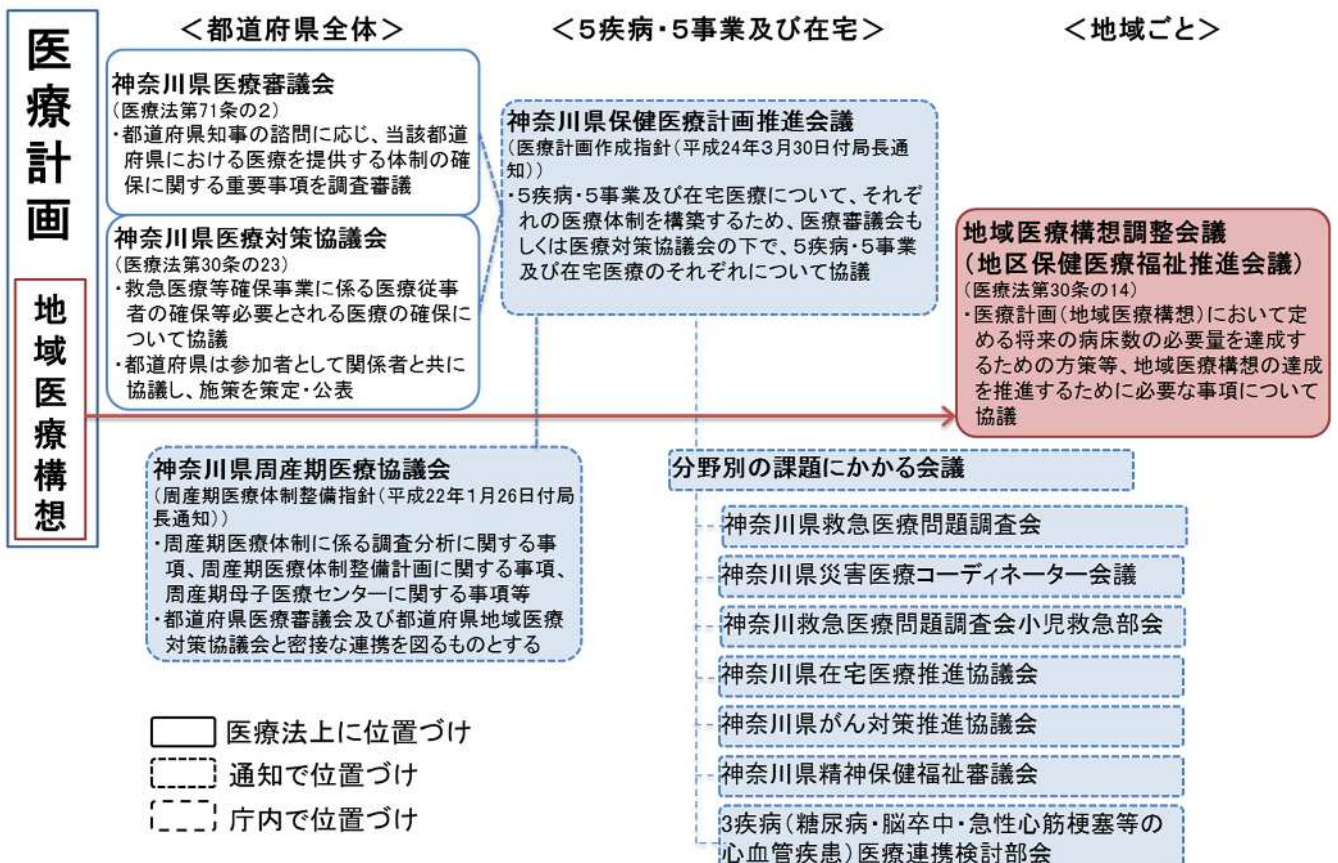 医療計画
地域医療構想
＜都道府県全体＞
＜５疾病・５事業及び在宅＞
＜地域ごと＞
神奈川県医療審議会
（医療法第71条の2）
・都道府県知事の諮問に応じ、当該都道
府県における医療を提供する体制の確
保に関する重要事項を調査審議
神奈川県医療対策協議会
（医療法第30条の23）
・救急医療等確保事業に係る医療従事
者の確保等必要とされる医療の確保に
ついて協議
・都道府県は参加者として関係者と共に
協議し、施策を策定・公表
神奈川県保健医療計画推進会議
（医療計画作成指針（平成24年3月30日付局長通
知））
・５疾病・５事業及び在宅医療について、それぞ
れの医療体制を構築するため、医療審議会も
しくは医療対策協議会の下で、５疾病・５事業
及び在宅医療のそれぞれについて協議
地域医療構想調整会議
（地区保健医療福祉推進会議）
（医療法第30条の14）
・医療計画（地域医療構想）において定
める将来の病床数の必要量を達成す
るための方策等、地域医療構想の達成
を推進するために必要な事項について
協議
神奈川県周産期医療協議会
（周産期医療体制整備指針（平成22年1月26日付局
長通知））
・周産期医療体制に係る調査分析に関する事
項、周産期医療体制整備計画に関する事項、
周産期母子医療センターに関する事項等
・都道府県医療審議会及び都道府県地域医療
対策協議会と密接な連携を図るものとする
分野別の課題にかかる会議
神奈川県救急医療問題調査会
神奈川県災害医療コーディネーター会議
神奈川救急医療問題調査会小児救急部会
神奈川県在宅医療推進協議会
神奈川県がん対策推進協議会
神奈川県精神保健福祉審議会
3疾病（糖尿病・脳卒中・急性心筋梗塞等の
心血管疾患）医療連携検討部会
医療法上に位置づけ
通知で位置づけ
庁内で位置づけ